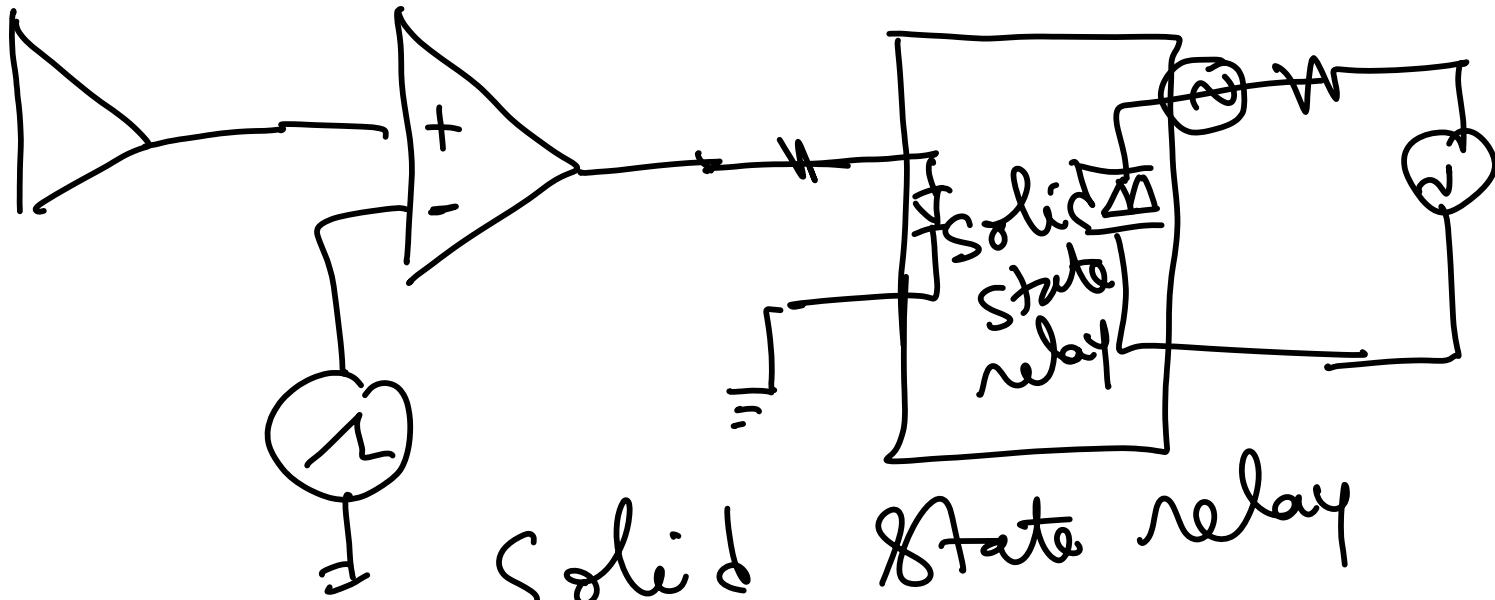 +
-
Solid
state
relay
Solid State relay